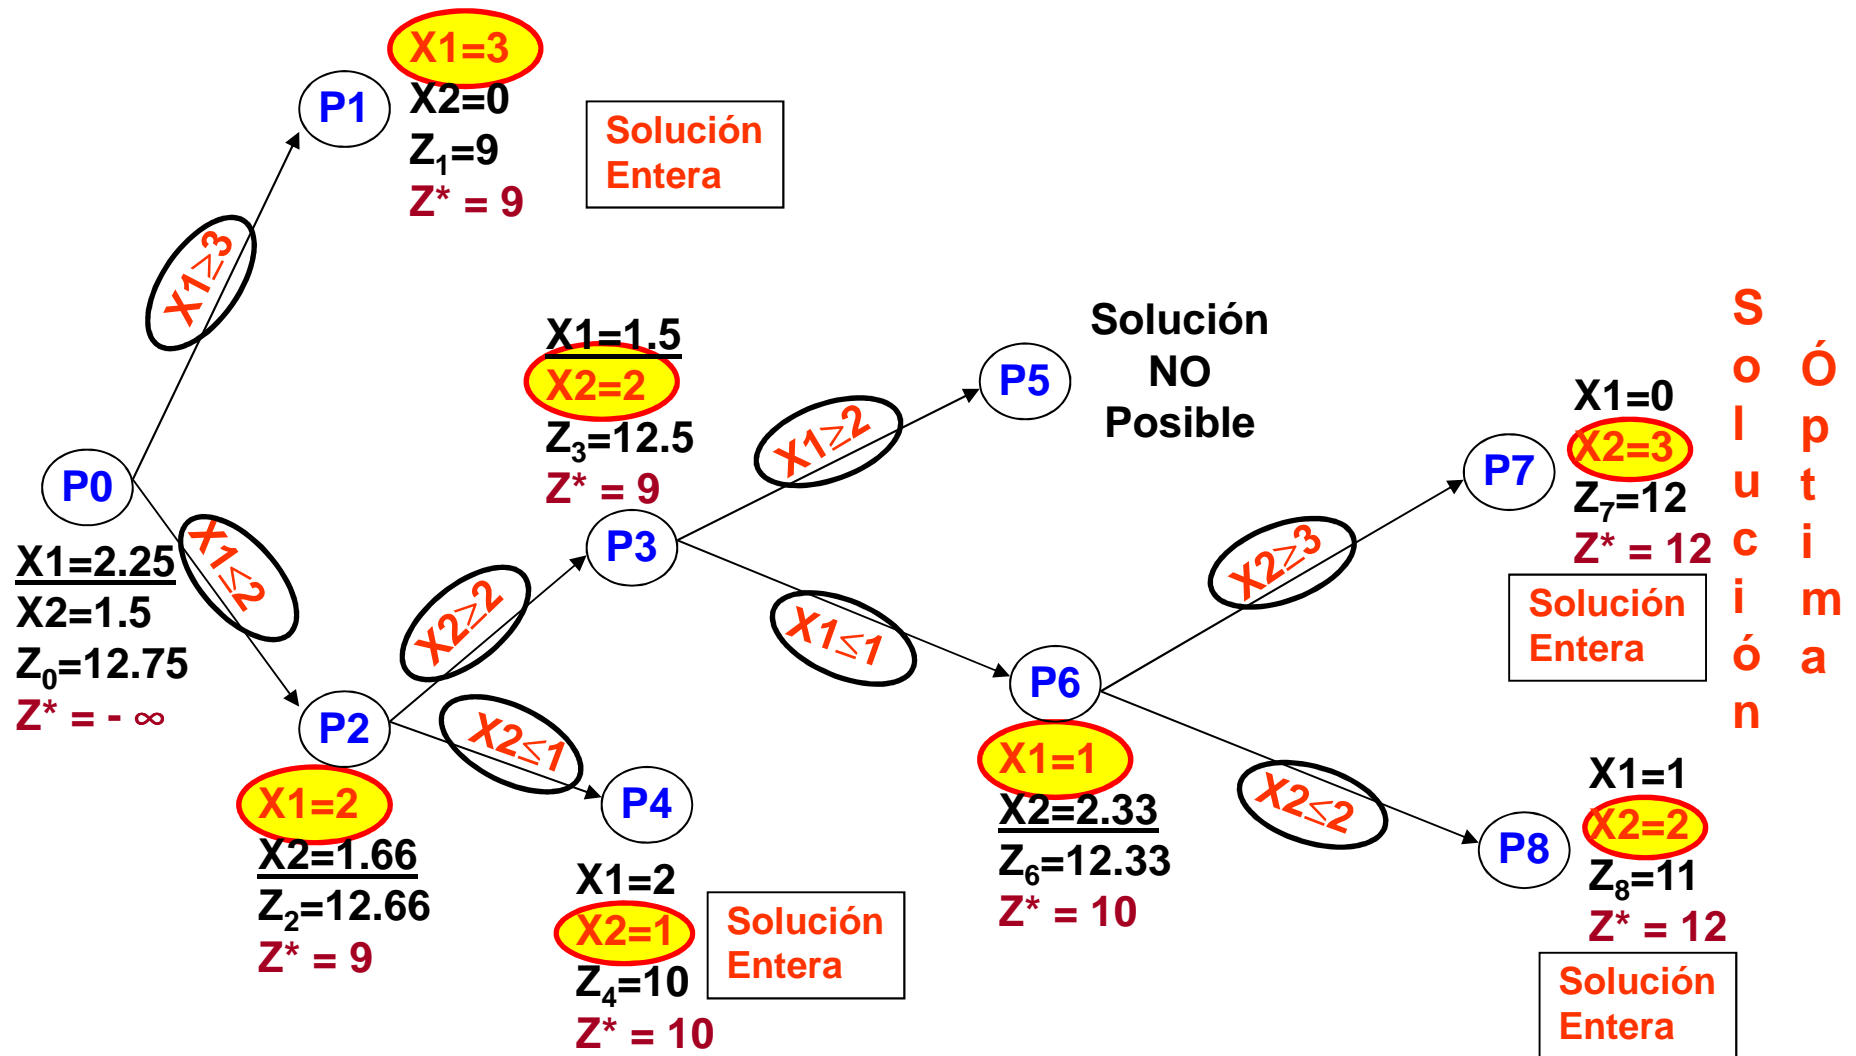 X1=3
P1
X2=0
Z₁=9
Z* = 9
Solución
Entera
X1≥3
P0
X1=2.25
X2=1.5
Z₀=12.75
Z* = - ∞
X1≤2
P2
X1=2
X2=1.66
Z₂=12.66
Z* = 9
X2≥2
X2≤1
X1=1.5
X2=2
Z₃=12.5
Z* = 9
P3
P4
X1=2
X2=1
Z₄=10
Z* = 10
Solución
Entera
X1≥2
X1≤1
P5
Solución
NO
Posible
P6
X1=1
X2=2.33
Z₆=12.33
Z* = 10
X2≥3
X2≤2
P7
X1=0
X2=3
Z₇=12
Z* = 12
Solución
Entera
P8
X1=1
X2=2
Z₈=11
Z* = 12
Solución
Entera
Solución
Óptima